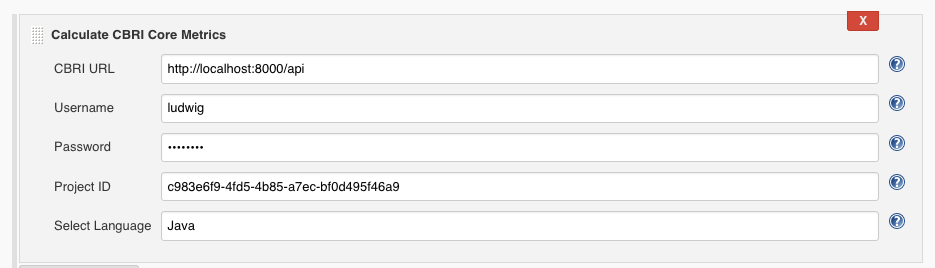 X
Calculate CBRI Core Metrics
CBRI URL http://localhost:8000/api ?
Username ludwig ?
Password •••••••• ?
Project ID c983e6f9-4fd5-4b85-a7ec-bf0d495f46a9 ?
Select Language Java ?